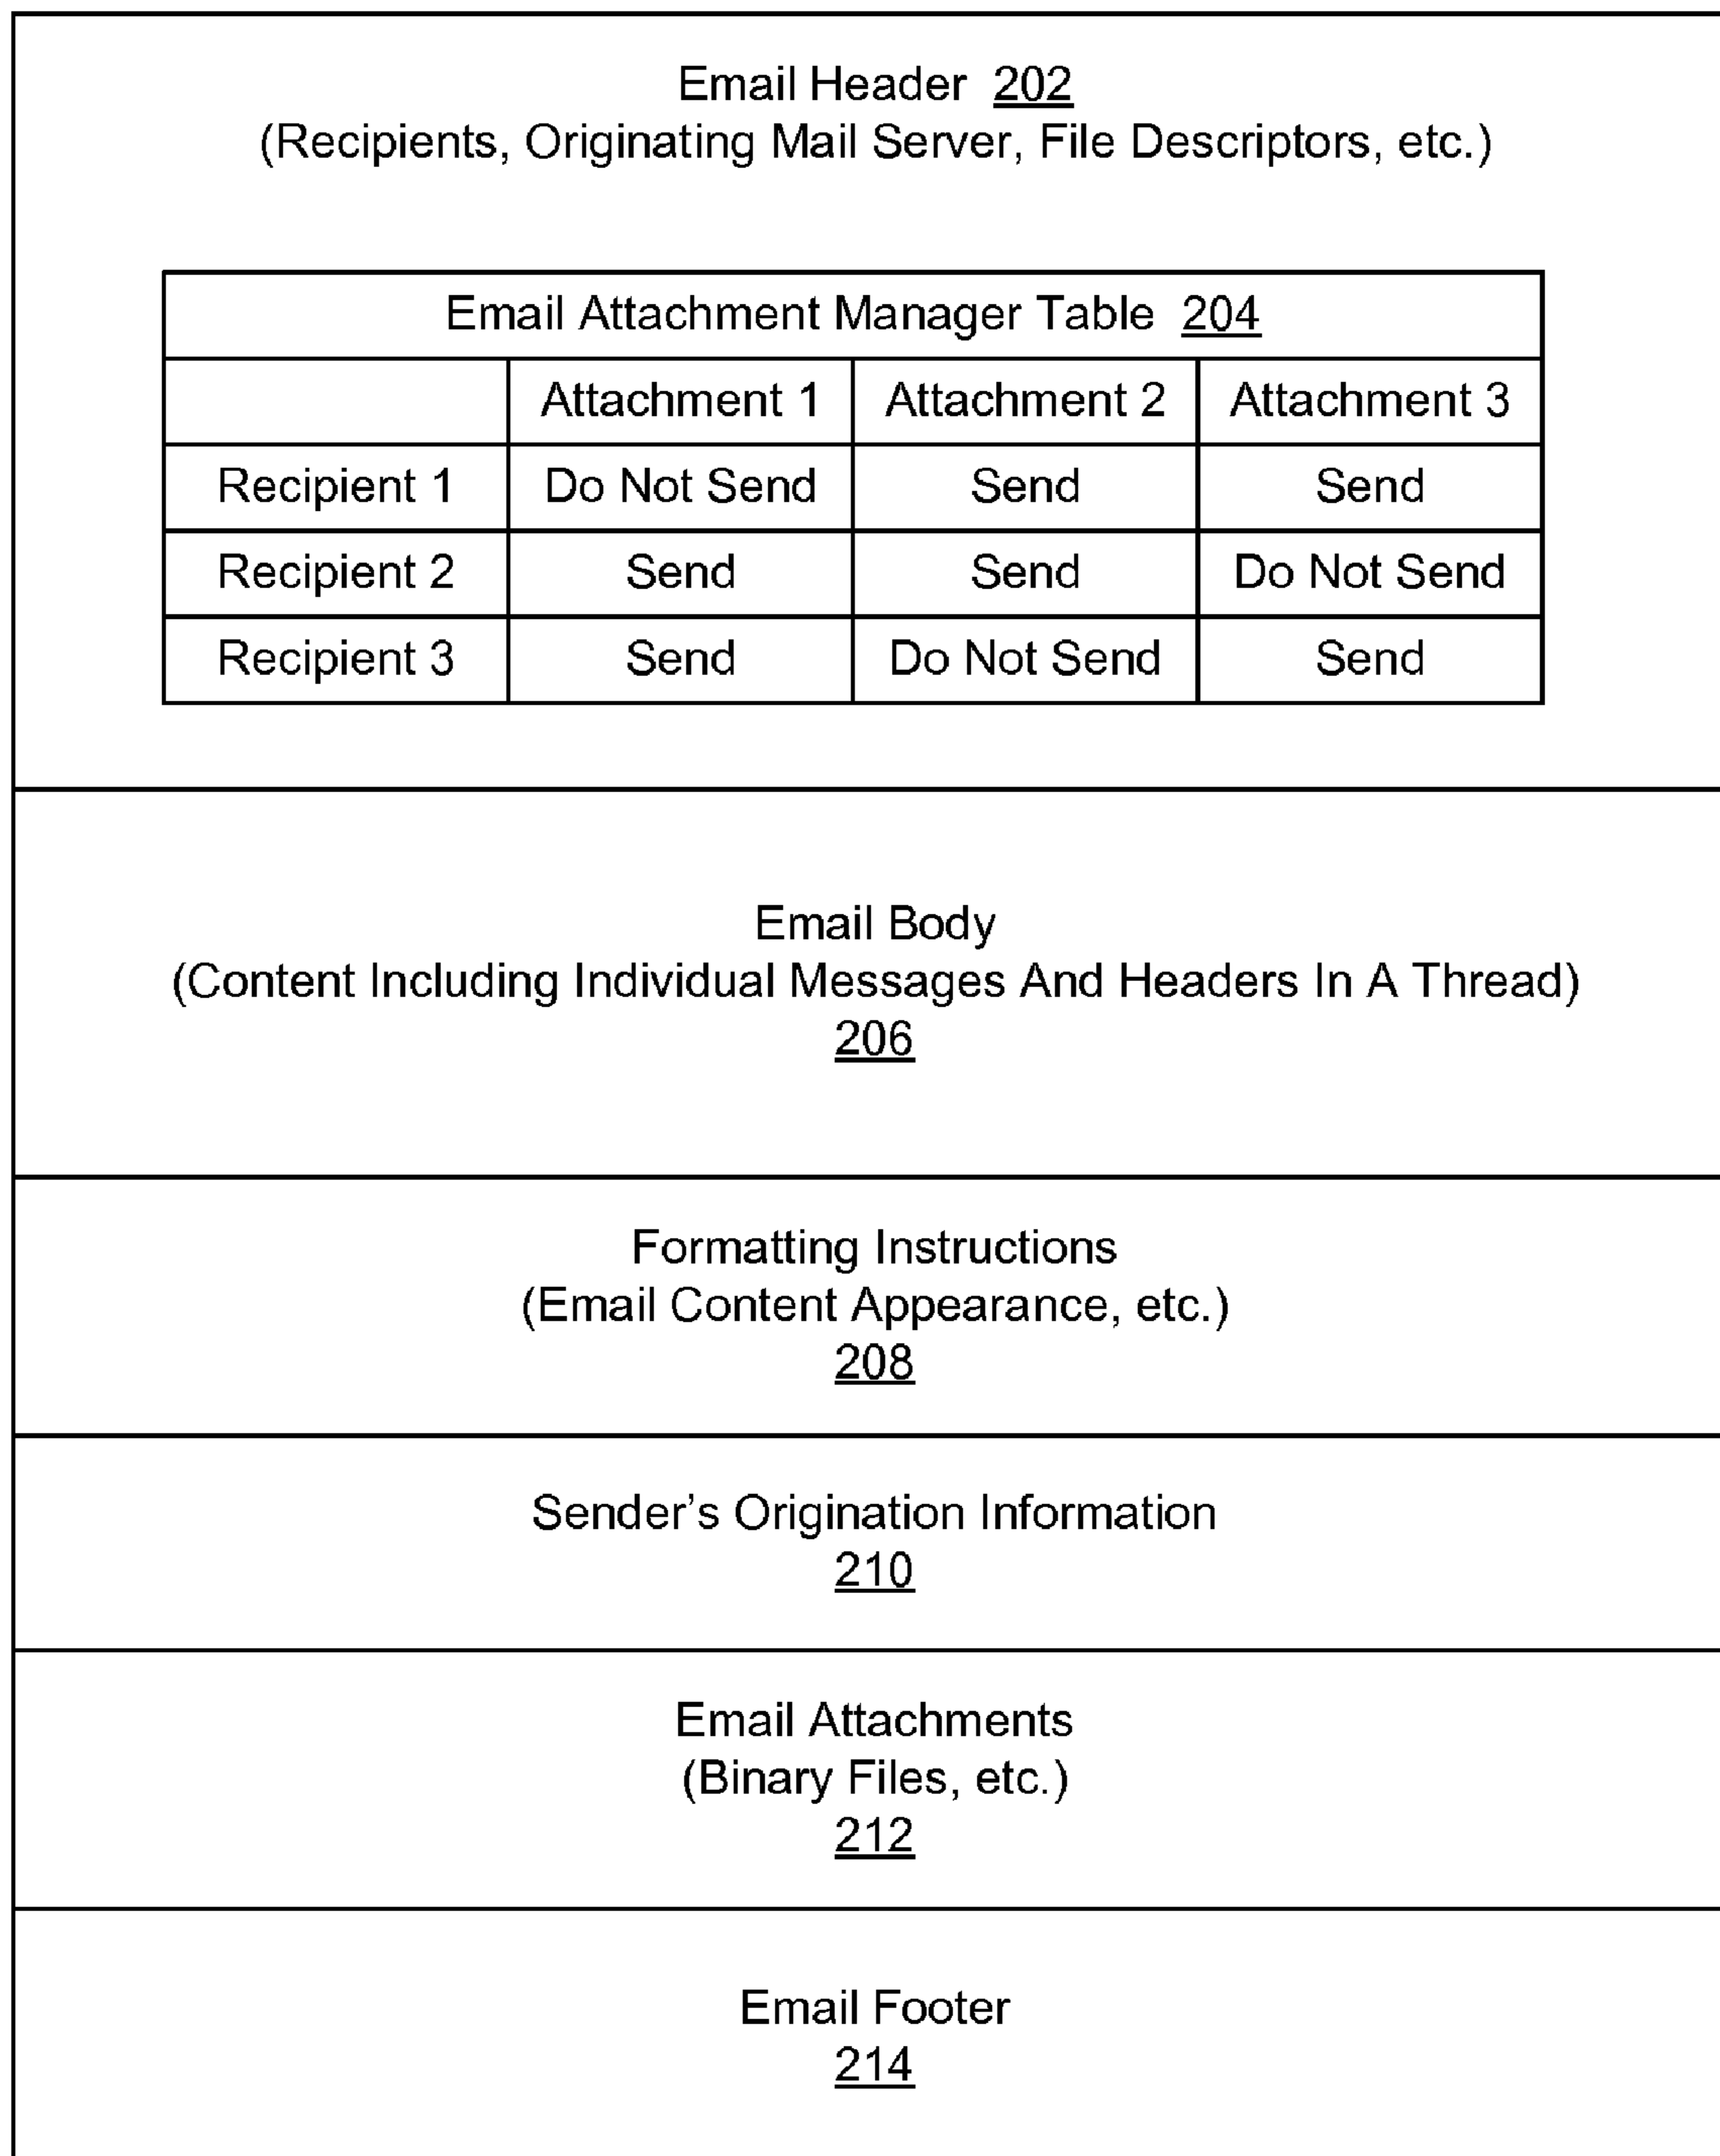 Email Header 202
(Recipients, Originating Mail Server, File Descriptors, etc.)
Email Attachment Manager Table 204
Attachment 1 Attachment 2 Attachment 3
Recipient 1 Do Not Send Send Send
Recipient 2 Send Send Do Not Send
Recipient 3 Send Do Not Send Send
Email Body
(Content Including Individual Messages And Headers In A Thread)
206
Formatting Instructions
(Email Content Appearance, etc.)
208
Sender's Origination Information
210
Email Attachments
(Binary Files, etc.)
212
Email Footer
214